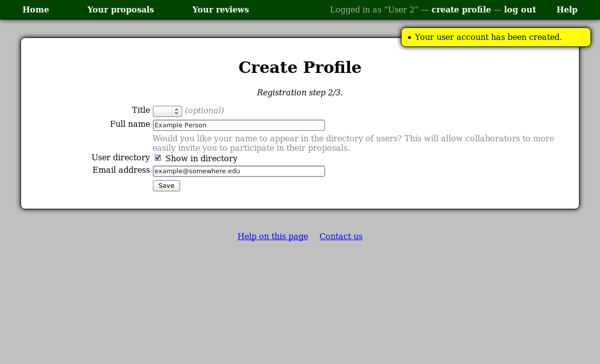 Home Your proposals Your reviews Logged in as “User 2” — create profile — log out Help
• Your user account has been created.
Create Profile
Registration step 2/3.
Title (optional)
Full name Example Person
Would you like your name to appear in the directory of users? This will allow collaborators to more
easily invite you to participate in their proposals.
User directory Show in directory
Email address example@somewhere.edu
Save
Help on this page Contact us